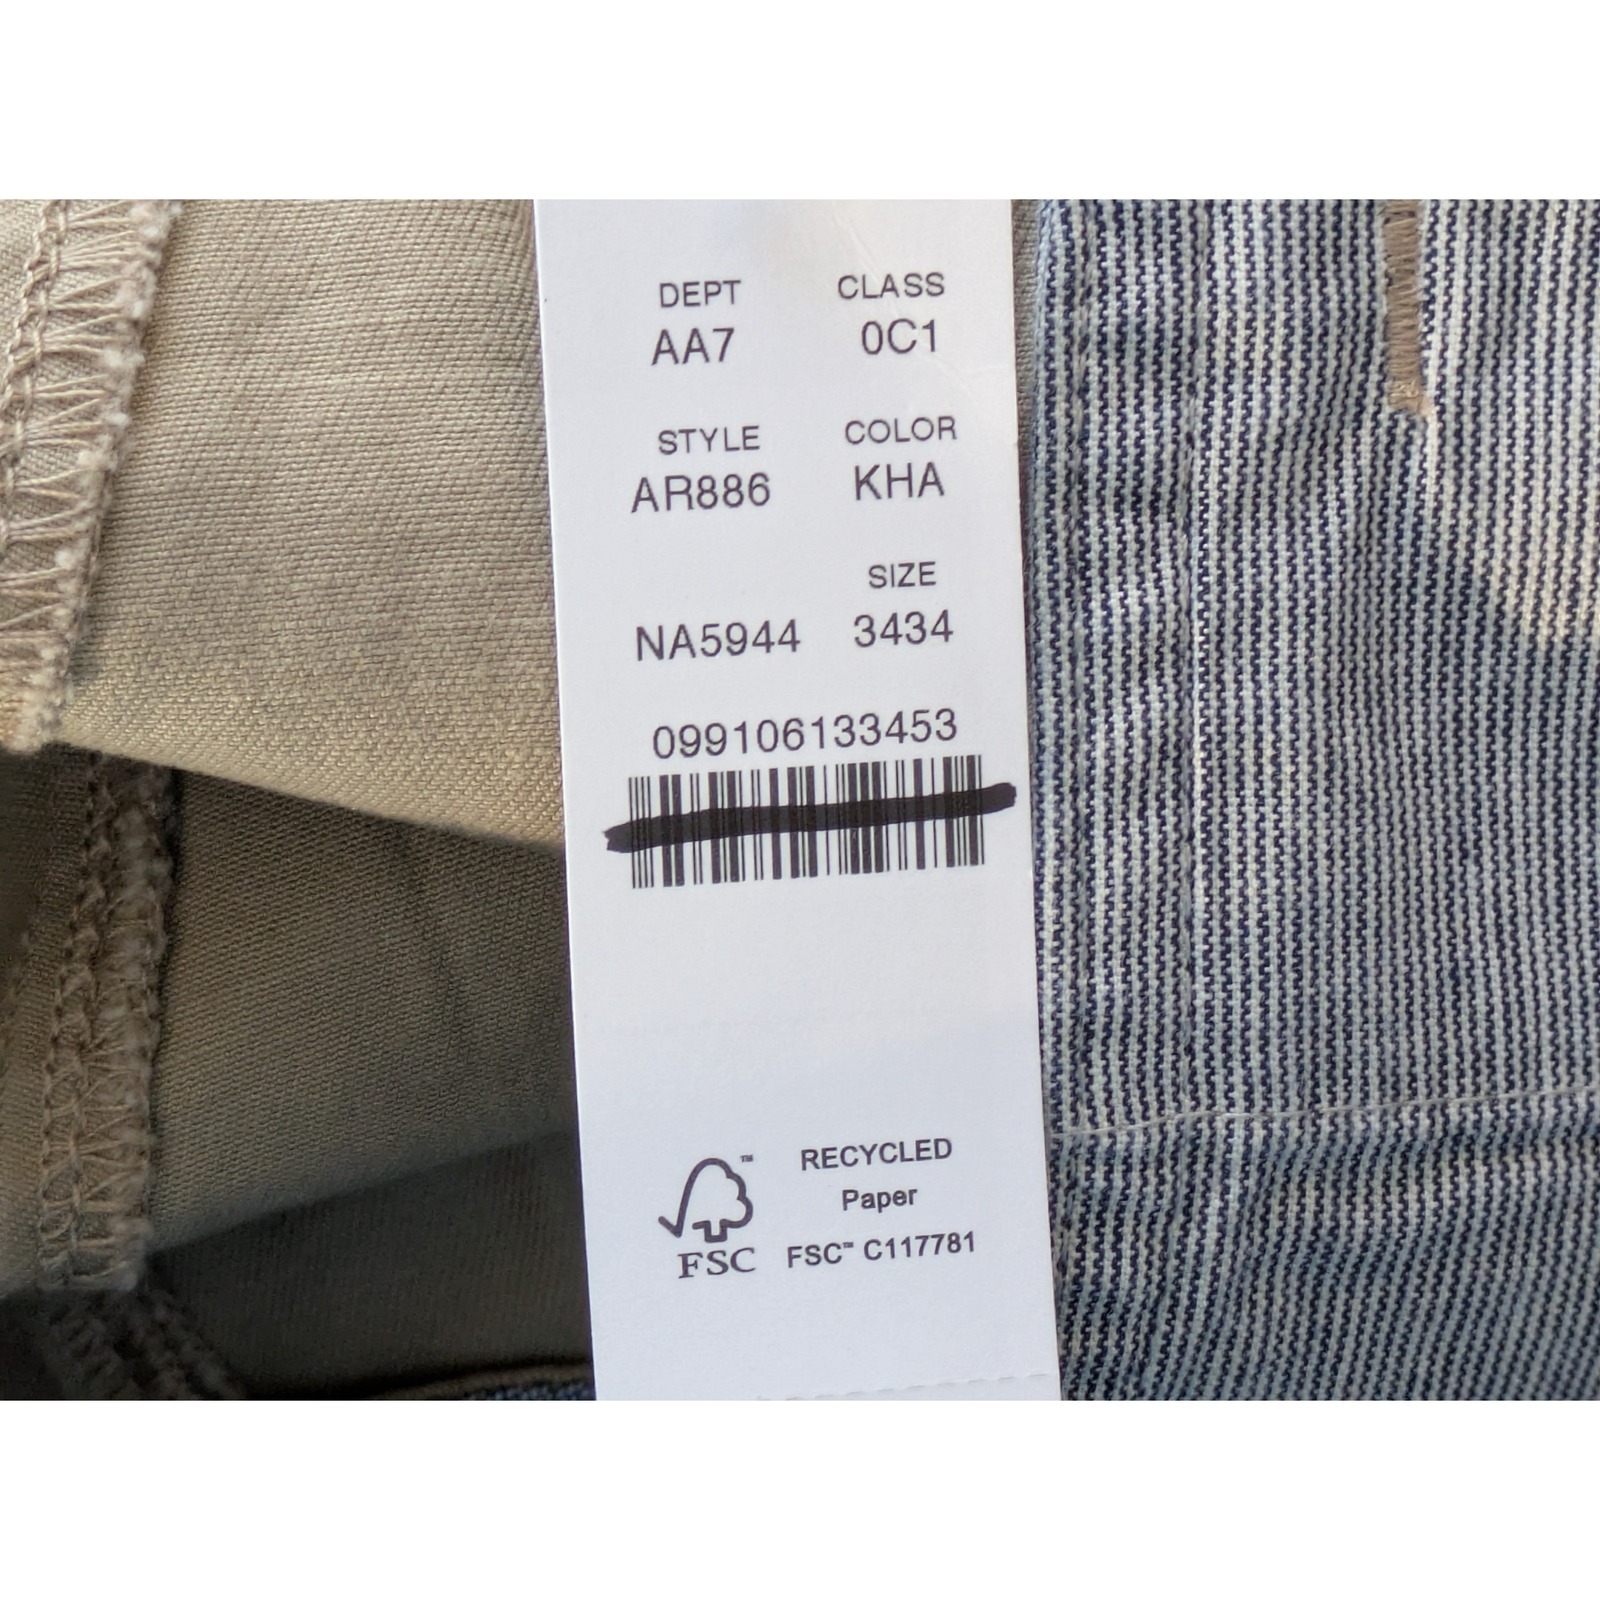 DEPT CLASS
AA7 0C1
STYLE COLOR
AR886 KHA
SIZE
NA5944 3434
099106133453
RECYCLED
Paper
FSC™ C117781
™
FSC